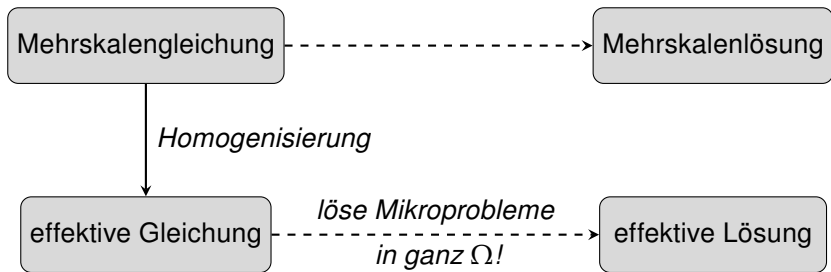 Mehrskalengleichung
Mehrskalenlösung
Homogenisierung
effektive Gleichung
löse Mikroprobleme
in ganz Ω!
effektive Lösung